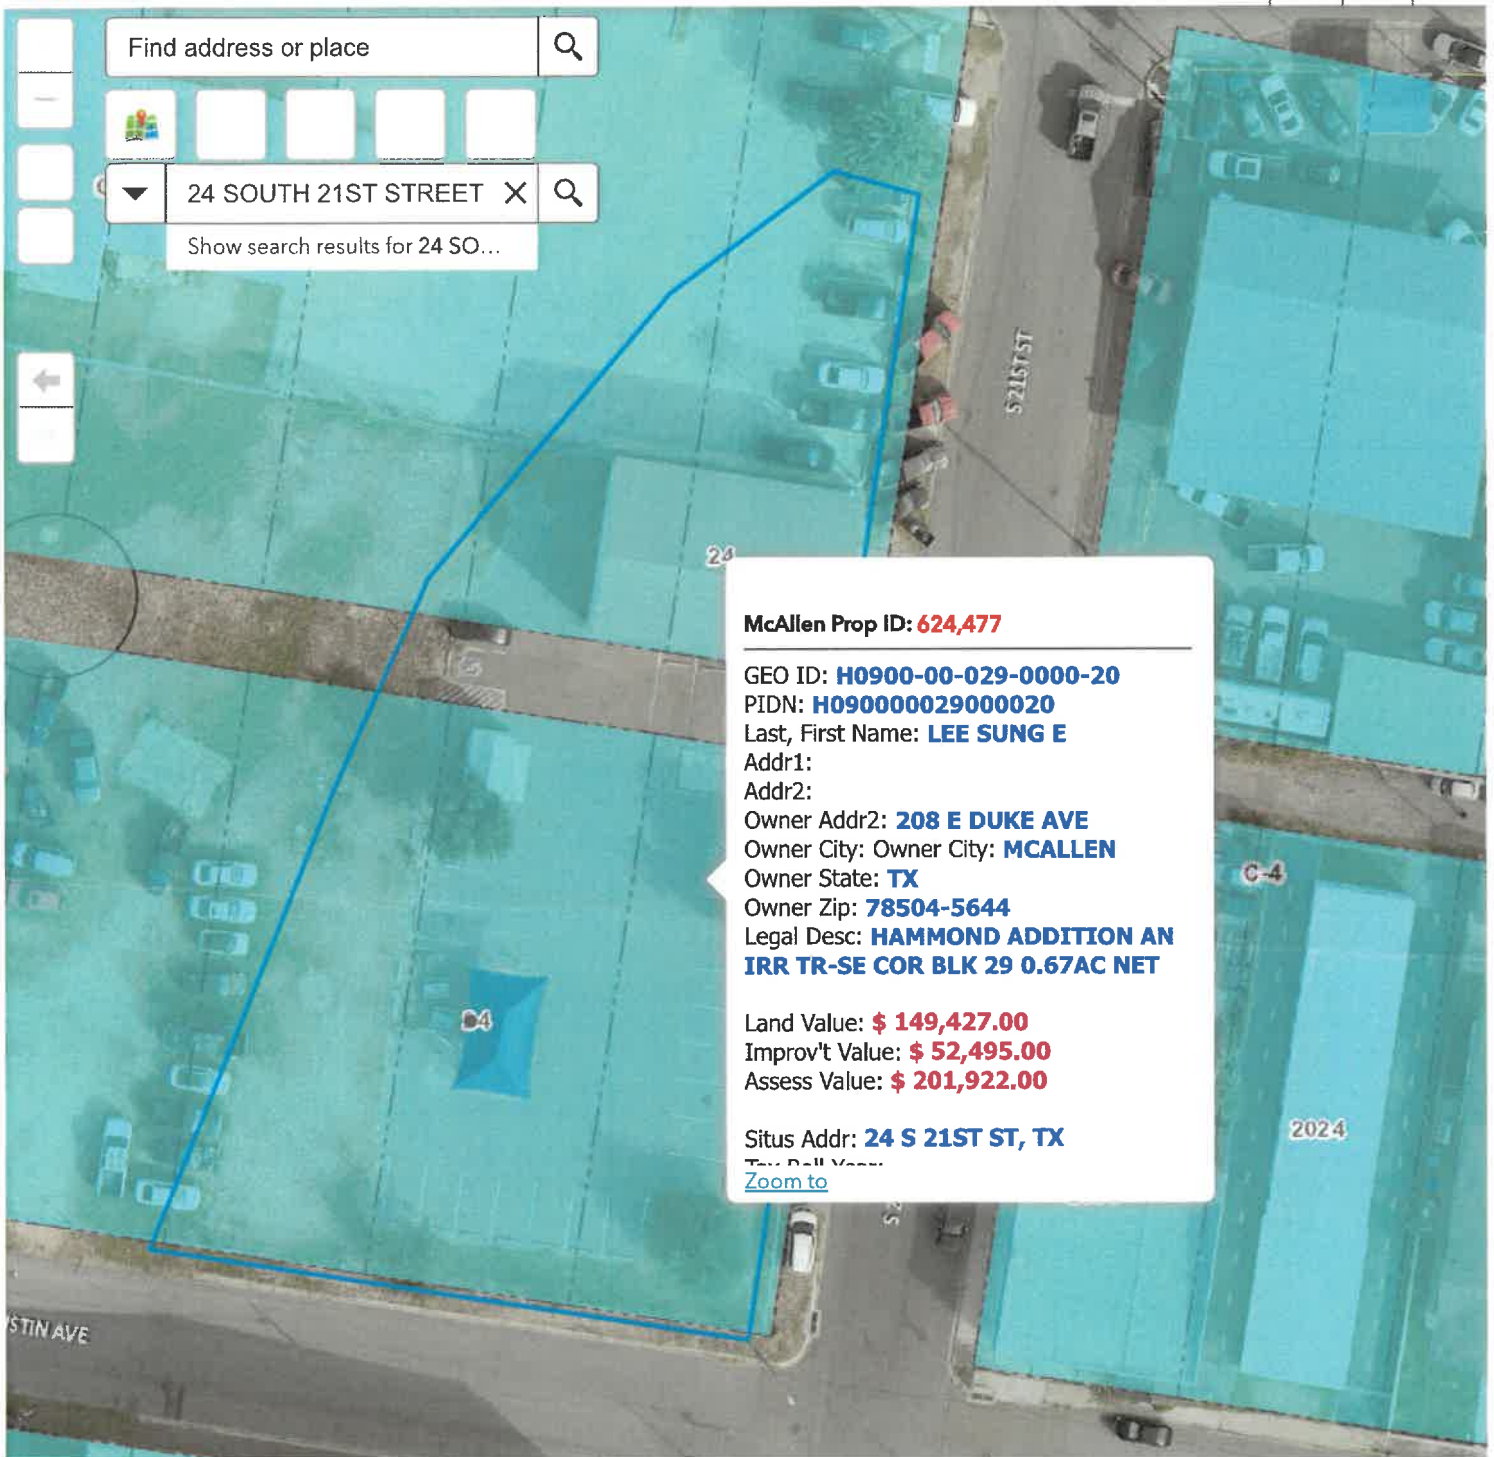 Find address or place
24 SOUTH 21ST STREET
Show search results for 24 SO...
S 21ST ST
24
McAllen Prop ID: 624,477
GEO ID: H0900-00-029-0000-20
PIDN: H090000029000020
Last, First Name: LEE SUNG E
Addr1:
Addr2:
Owner Addr2: 208 E DUKE AVE
Owner City: Owner City: MCALLEN
Owner State: TX
Owner Zip: 78504-5644
Legal Desc: HAMMOND ADDITION AN
IRR TR-SE COR BLK 29 0.67AC NET
Land Value: $ 149,427.00
Improv't Value: $ 52,495.00
Assess Value: $ 201,922.00
Situs Addr: 24 S 21ST ST, TX
Zoom to
C-4
2024
STIN AVE